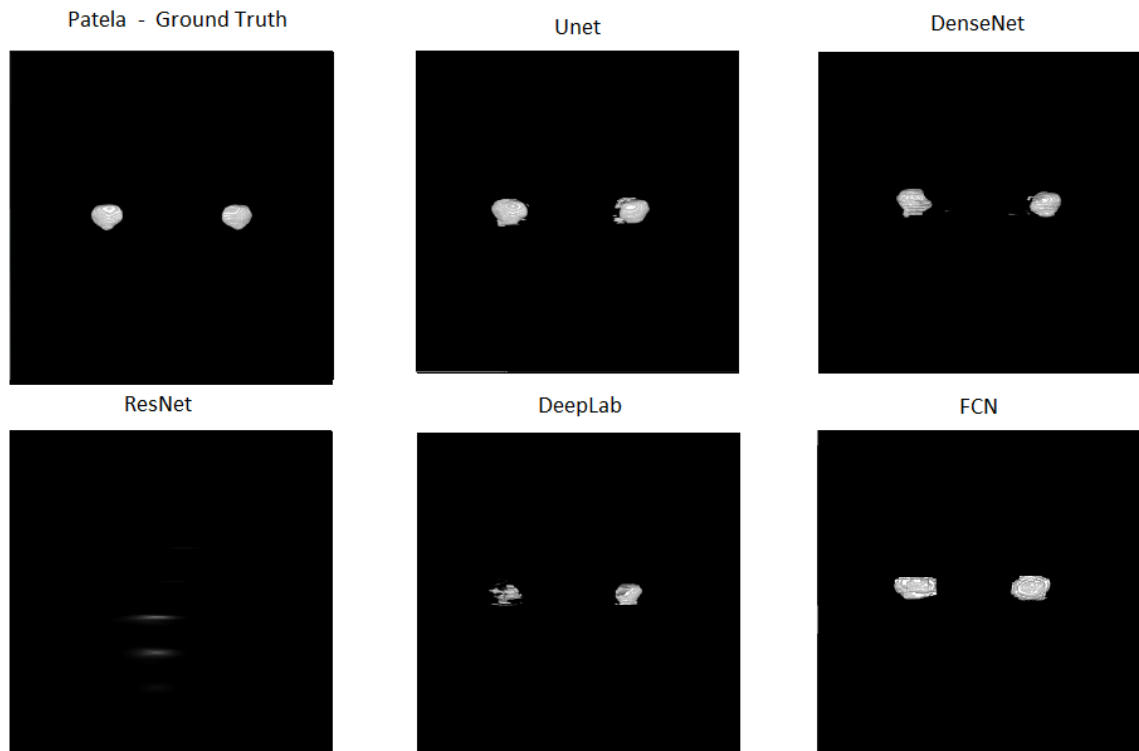 Patela - Ground Truth
Unet
DenseNet
ResNet
DeepLab
FCN